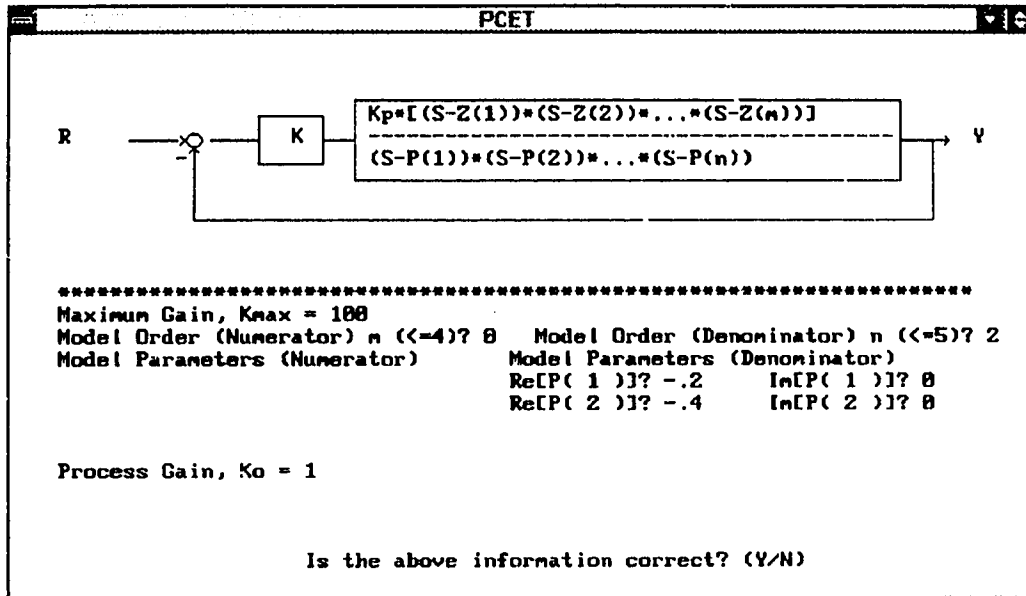 PCET
Kp*[(S-Z(1))*(S-Z(2))*...*(S-Z(m))]
R K Y
(S-P(1))*(S-P(2))*...*(S-P(n))
*************************************************************************
Maximum Gain, Kmax = 100
Model Order (Numerator) m (<=4)? 0 Model Order (Denominator) n (<=5)? 2
Model Parameters (Numerator) Model Parameters (Denominator)
Re[P( 1 )]? -.2 Im[P( 1 )]? 0
Re[P( 2 )]? -.4 Im[P( 2 )]? 0
Process Gain, Ko = 1
Is the above information correct? (Y/N)